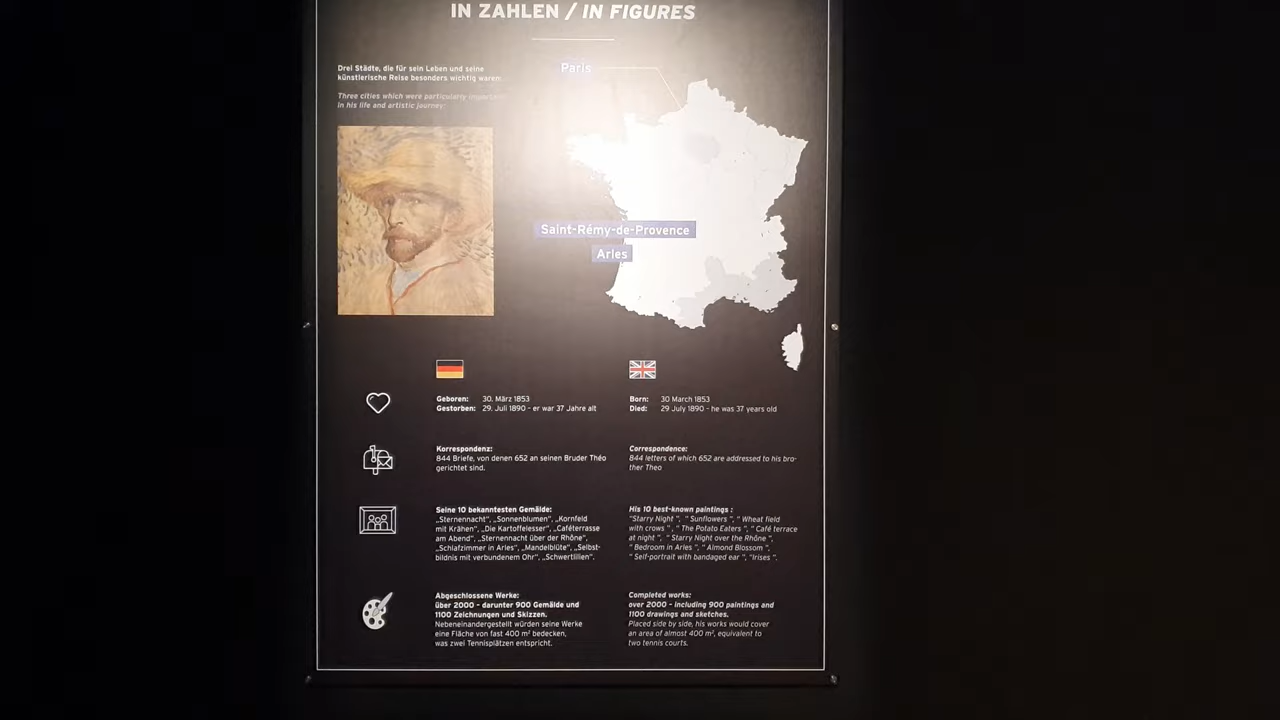 IN ZAHLEN / IN FIGURES
Drei Städte, die für sein Leben und seine
künstlerische Reise besonders wichtig waren:
Three cities which were particularly important
in his life and artistic journey:
Paris
Saint-Rémy-de-Provence
Arles
Geboren: 30. März 1853
Gestorben: 29. Juli 1890 - er war 37 Jahre alt
Born: 30 March 1853
Died: 29 July 1890 - he was 37 years old
Korrespondenz:
844 Briefe, von denen 652 an seinen Bruder Théo
gerichtet sind.
Correspondence:
844 letters of which 652 are addressed to his bro-
ther Theo
Seine 10 bekanntesten Gemälde:
„Sternennacht“, „Sonnenblumen“, „Kornfeld
mit Krähen“, „Die Kartoffelesser“, „Caféterrasse
am Abend“, „Sternennacht über der Rhône“,
„Schlafzimmer in Arles“, „Mandelblüte“, „Selbst-
bildnis mit verbundenem Ohr“, „Schwertlilien“.
His 10 best-known paintings :
"Starry Night ", " Sunflowers ", " Wheat field
with crows " , " The Potato Eaters ", " Café terrace
at night ", " Starry Night over the Rhône ",
" Bedroom in Arles ", " Almond Blossom ",
" Self-portrait with bandaged ear ", "Irises ".
Abgeschlossene Werke:
über 2000 - darunter 900 Gemälde und
1100 Zeichnungen und Skizzen.
Nebeneinandergestellt würden seine Werke
eine Fläche von fast 400 m² bedecken,
was zwei Tennisplätzen entspricht.
Completed works:
over 2000 - including 900 paintings and
1100 drawings and sketches.
Placed side by side, his works would cover
an area of almost 400 m², equivalent to
two tennis courts.